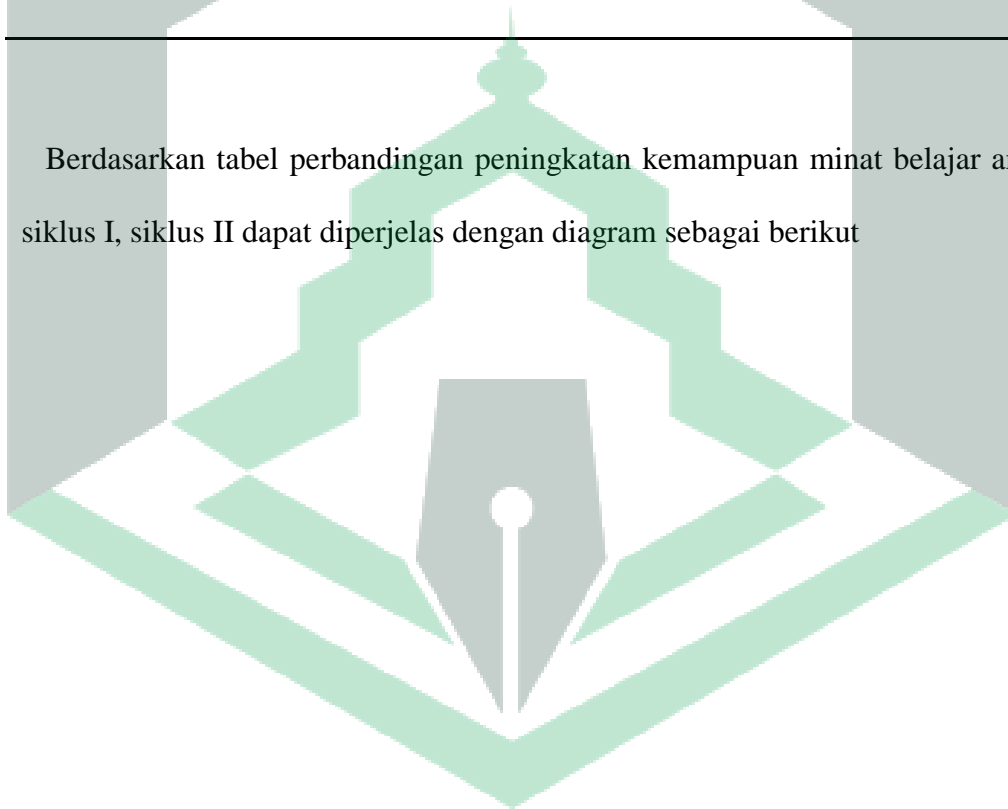 Berdasarkan tabel perbandingan peningkatan kemampuan minat belajar
siklus I, siklus II dapat diperjelas dengan diagram sebagai berikut